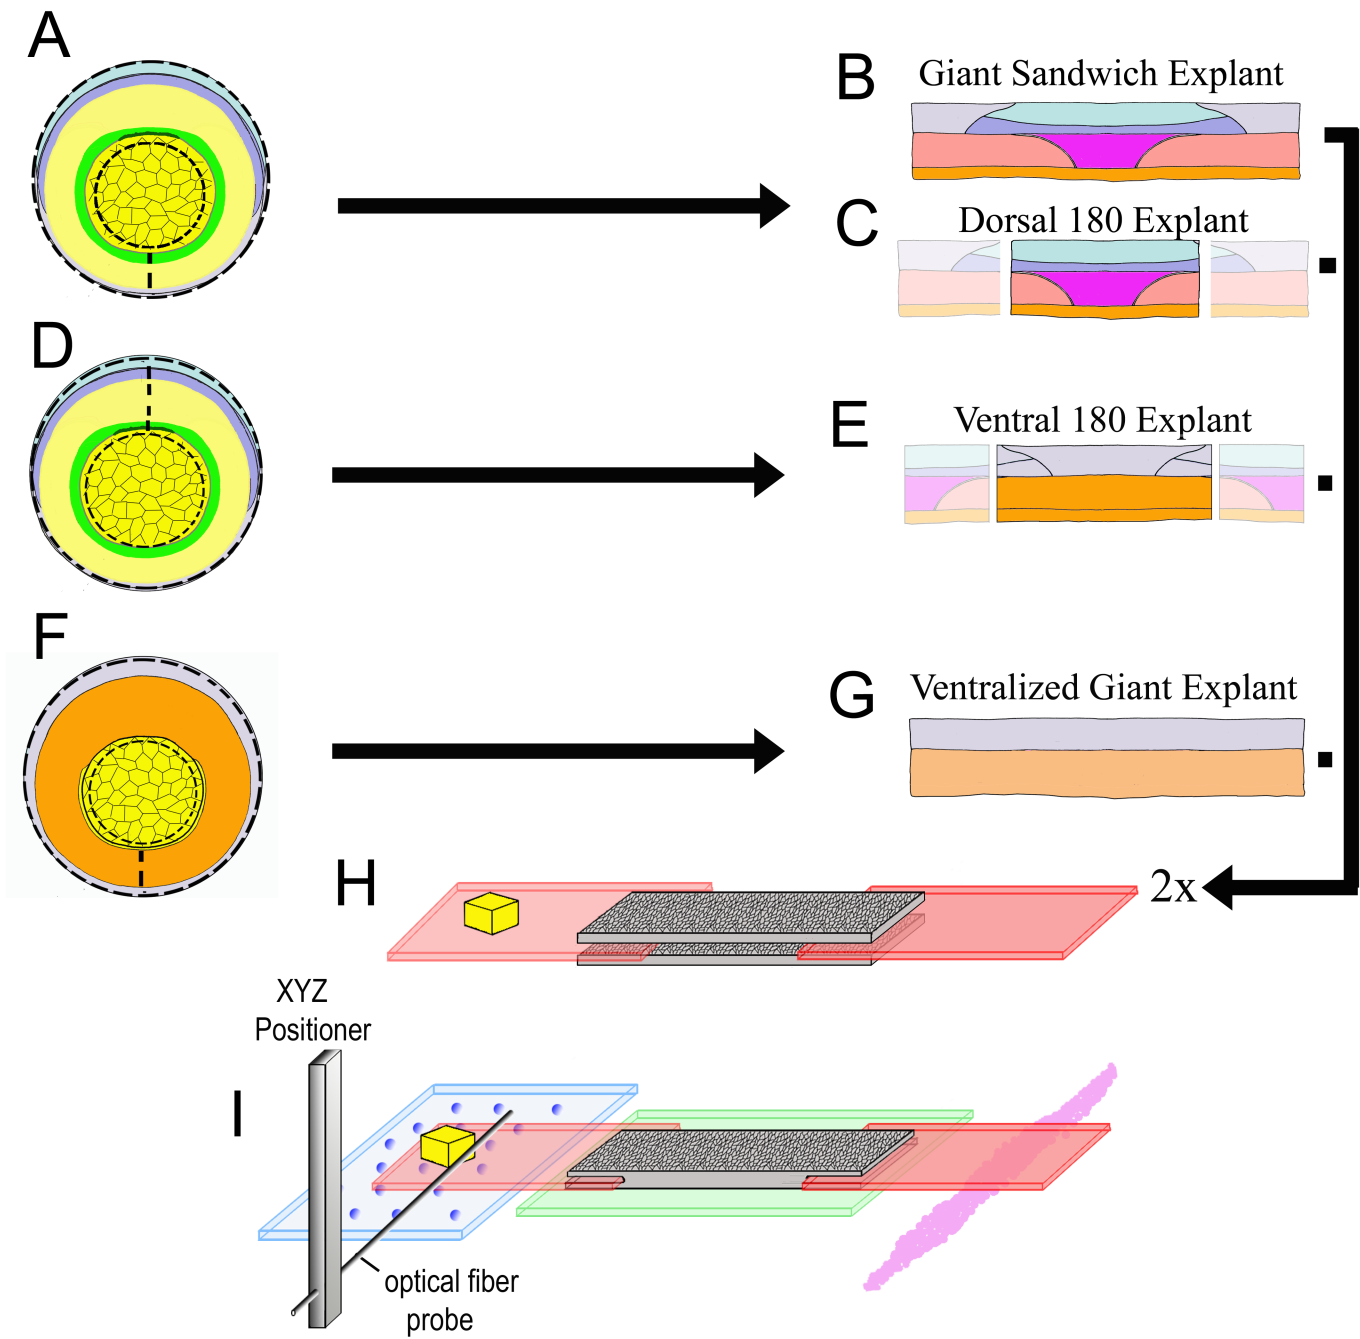 A
B
Giant Sandwich Explant
C
Dorsal 180 Explant
D
E
Ventral 180 Explant
F
G
Ventralized Giant Explant
H
2x
XYZ
Positioner
I
optical fiber
probe